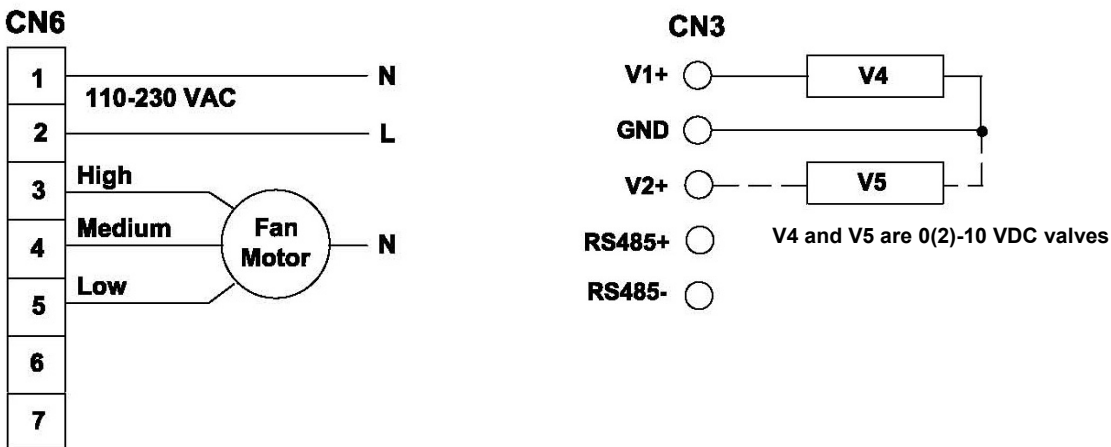 CN6
1
N
110-230 VAC
2
L
3
High
4
Medium
Fan
Motor
N
5
Low
6
7
CN3
V1+
V4
GND
V2+
V5
RS485+
V4 and V5 are 0(2)-10 VDC valves
RS485-